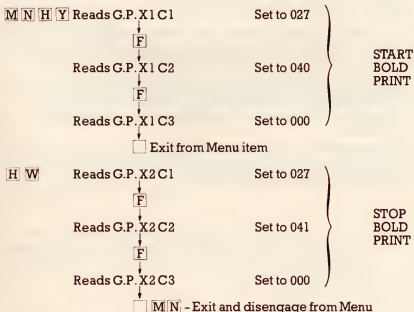 M N H Y Reads G.P. X1 C1 Set to 027
F
Reads G.P. X1 C2 Set to 040
F
Reads G.P. X1 C3 Set to 000
START
BOLD
PRINT
Exit from Menu item
H W Reads G.P. X2 C1 Set to 027
F
Reads G.P. X2 C2 Set to 041
F
Reads G.P. X2 C3 Set to 000
STOP
BOLD
PRINT
M N - Exit and disengage from Menu